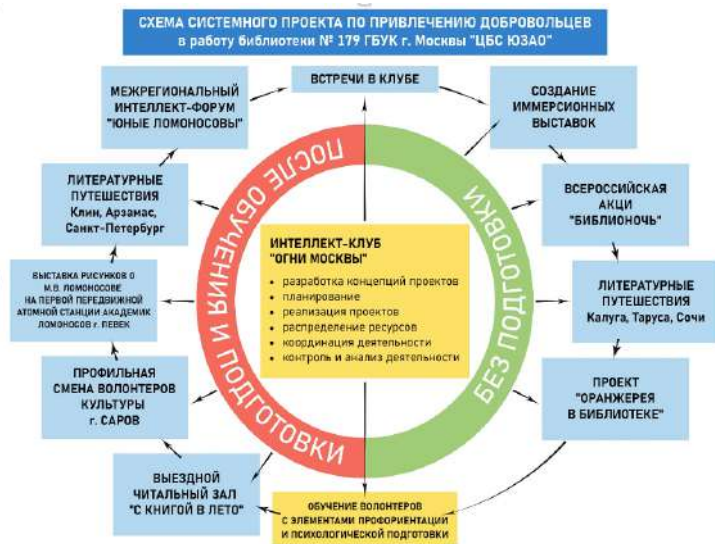 СХЕМА СИСТЕМНОГО ПРОЕКТА ПО ПРИВЛЕЧЕНИЮ ДОБРОВОЛЬЦЕВ
в работу библиотеки № 179 ГБУК г. Москвы "ЦБС ЮЗАО"
ВСТРЕЧИ В КЛУБЕ
СОЗДАНИЕ
ИММЕРСИОННЫХ
ВЫСТАВОК
ВСЕРОССИЙСКАЯ
АКЦИ
"БИБЛИОНОЧЬ"
ЛИТЕРАТУРНЫЕ
ПУТЕШЕСТВИЯ
Калуга, Таруса, Сочи
ПРОЕКТ
"ОРАНЖЕРЕЯ
В БИБЛИОТЕКЕ"
ОБУЧЕНИЕ ВОЛОНТЕРОВ
С ЭЛЕМЕНТАМИ ПРОФОРИЕНТАЦИИ
И ПСИХОЛОГИЧЕСКОЙ ПОДГОТОВКИ
ВЫЕЗДНОЙ
ЧИТАЛЬНЫЙ ЗАЛ
"С КНИГОЙ В ЛЕТО"
ПРОФИЛЬНАЯ
СМЕНА ВОЛОНТЕРОВ
КУЛЬТУРЫ
г. САРОВ
ВЫСТАВКА РИСУНКОВ О
М.В. ЛОМОНОСОВЕ
НА ПЕРВОЙ ПЕРЕДВИЖНОЙ
АТОМНОЙ СТАНЦИИ АКАДЕМИК
ЛОМОНОСОВ г. ПЕВЕК
ЛИТЕРАТУРНЫЕ
ПУТЕШЕСТВИЯ
Клин, Арзамас,
Санкт-Петербург
МЕЖРЕГИОНАЛЬНЫЙ
ИНТЕЛЛЕКТ-ФОРУМ
"ЮНЫЕ ЛОМОНОСОВЫ"
ПОСЛЕ ОБУЧЕНИЯ И ПОДГОТОВКИ
БЕЗ ПОДГОТОВКИ
ИНТЕЛЛЕКТ-КЛУБ
"ОГНИ МОСКВЫ"
• разработка концепций проектов
• планирование
• реализация проектов
• распределение ресурсов
• координация деятельности
• контроль и анализ деятельности